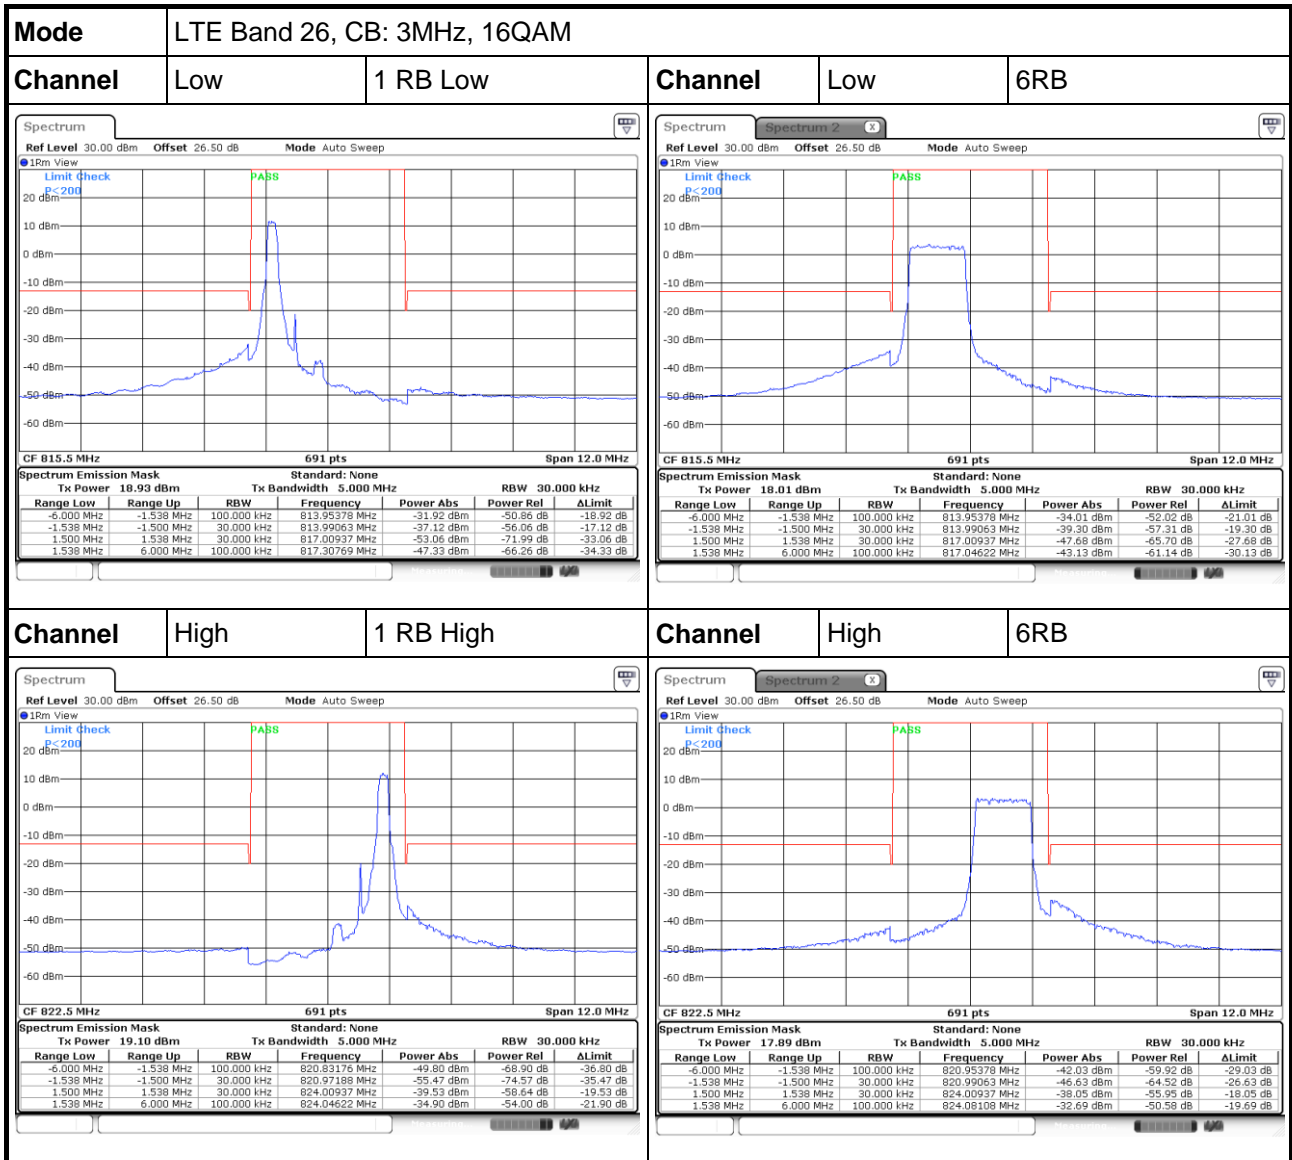 Mode LTE Band 26, CB: 3MHz, 16QAM
Channel Low 1 RB Low
Spectrum
Ref Level 30.00 dBm Offset 26.50 dB Mode Auto Sweep
1Rm View
Limit Check PASS
P<200
20 dBm
10 dBm
0 dBm
-10 dBm
-20 dBm
-30 dBm
-40 dBm
-50 dBm
-60 dBm
CF 815.5 MHz 691 pts Span 12.0 MHz
Spectrum Emission Mask Standard: None
Tx Power 18.93 dBm Tx Bandwidth 5.000 MHz RBW 30.000 kHz
Range Low Range Up RBW Frequency Power Abs Power Rel ΔLimit
-6.000 MHz -1.538 MHz 100.000 kHz 813.95378 MHz -31.92 dBm -50.86 dB -18.92 dB
-1.538 MHz -1.500 MHz 30.000 kHz 813.99063 MHz -37.12 dBm -56.06 dB -17.12 dB
1.500 MHz 1.538 MHz 30.000 kHz 817.00937 MHz -53.06 dBm -71.99 dB -33.06 dB
1.538 MHz 6.000 MHz 100.000 kHz 817.30769 MHz -47.33 dBm -66.26 dB -34.33 dB
Channel Low 6RB
Spectrum Spectrum 2 X
Ref Level 30.00 dBm Offset 26.50 dB Mode Auto Sweep
1Rm View
Limit Check PASS
P<200
20 dBm
10 dBm
0 dBm
-10 dBm
-20 dBm
-30 dBm
-40 dBm
-50 dBm
-60 dBm
CF 815.5 MHz 691 pts Span 12.0 MHz
Spectrum Emission Mask Standard: None
Tx Power 18.01 dBm Tx Bandwidth 5.000 MHz RBW 30.000 kHz
Range Low Range Up RBW Frequency Power Abs Power Rel ΔLimit
-6.000 MHz -1.538 MHz 100.000 kHz 813.95378 MHz -34.01 dBm -52.02 dB -21.01 dB
-1.538 MHz -1.500 MHz 30.000 kHz 813.99063 MHz -39.30 dBm -57.31 dB -19.30 dB
1.500 MHz 1.538 MHz 30.000 kHz 817.00937 MHz -47.68 dBm -65.70 dB -27.68 dB
1.538 MHz 6.000 MHz 100.000 kHz 817.04622 MHz -43.13 dBm -61.14 dB -30.13 dB
Channel High 1 RB High
Spectrum
Ref Level 30.00 dBm Offset 26.50 dB Mode Auto Sweep
1Rm View
Limit Check PASS
P<200
20 dBm
10 dBm
0 dBm
-10 dBm
-20 dBm
-30 dBm
-40 dBm
-50 dBm
-60 dBm
CF 822.5 MHz 691 pts Span 12.0 MHz
Spectrum Emission Mask Standard: None
Tx Power 19.10 dBm Tx Bandwidth 5.000 MHz RBW 30.000 kHz
Range Low Range Up RBW Frequency Power Abs Power Rel ΔLimit
-6.000 MHz -1.538 MHz 100.000 kHz 820.83176 MHz -49.80 dBm -68.90 dB -36.80 dB
-1.538 MHz -1.500 MHz 30.000 kHz 820.97188 MHz -55.47 dBm -74.57 dB -35.47 dB
1.500 MHz 1.538 MHz 30.000 kHz 824.00937 MHz -39.53 dBm -58.64 dB -19.53 dB
1.538 MHz 6.000 MHz 100.000 kHz 824.04622 MHz -34.90 dBm -54.00 dB -21.90 dB
Channel High 6RB
Spectrum Spectrum 2 X
Ref Level 30.00 dBm Offset 26.50 dB Mode Auto Sweep
1Rm View
Limit Check PASS
P<200
20 dBm
10 dBm
0 dBm
-10 dBm
-20 dBm
-30 dBm
-40 dBm
-50 dBm
-60 dBm
CF 822.5 MHz 691 pts Span 12.0 MHz
Spectrum Emission Mask Standard: None
Tx Power 17.89 dBm Tx Bandwidth 5.000 MHz RBW 30.000 kHz
Range Low Range Up RBW Frequency Power Abs Power Rel ΔLimit
-6.000 MHz -1.538 MHz 100.000 kHz 820.95378 MHz -42.03 dBm -59.92 dB -29.03 dB
-1.538 MHz -1.500 MHz 30.000 kHz 820.99063 MHz -46.63 dBm -64.52 dB -26.63 dB
1.500 MHz 1.538 MHz 30.000 kHz 824.00937 MHz -38.05 dBm -55.95 dB -18.05 dB
1.538 MHz 6.000 MHz 100.000 kHz 824.08108 MHz -32.69 dBm -50.58 dB -19.69 dB